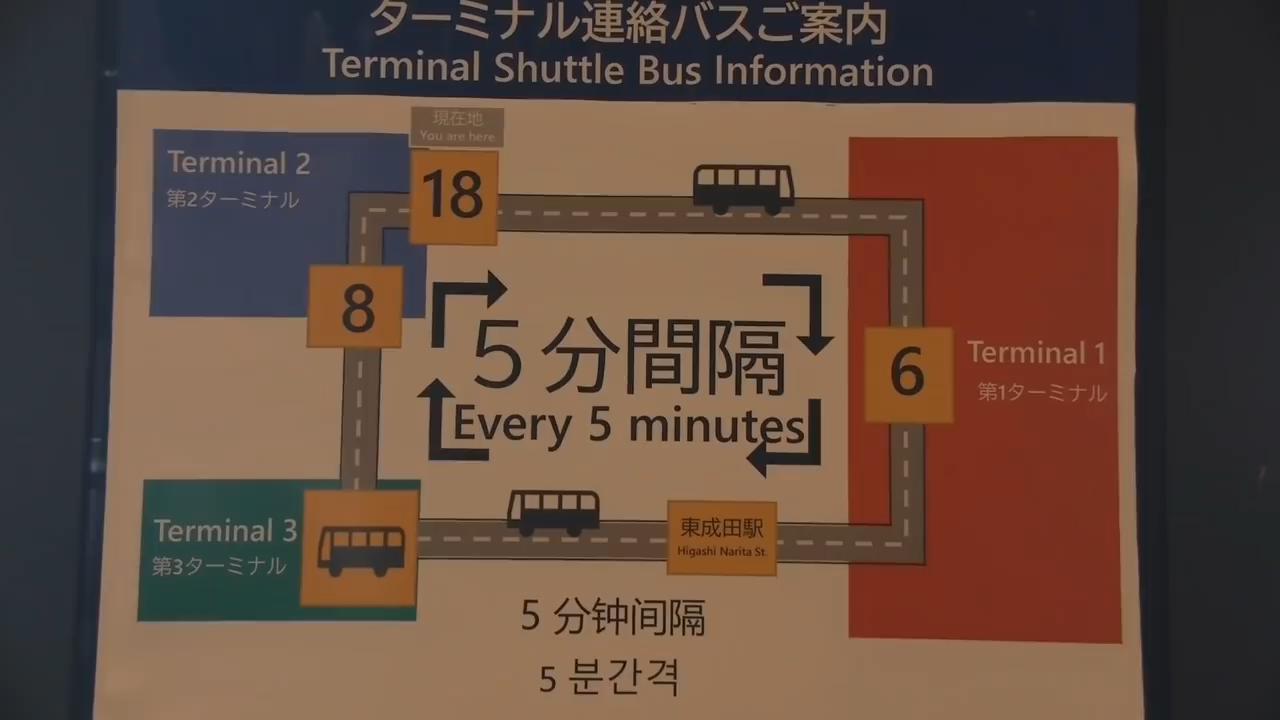 ターミナル連絡バスご案内
Terminal Shuttle Bus Information
現在地
You are here
Terminal 2
第2ターミナル
18
8
5分間隔
Every 5 minutes
6
Terminal 1
第1ターミナル
Terminal 3
第3ターミナル
東成田駅
Higashi Narita St.
5 分钟间隔
5 분간격